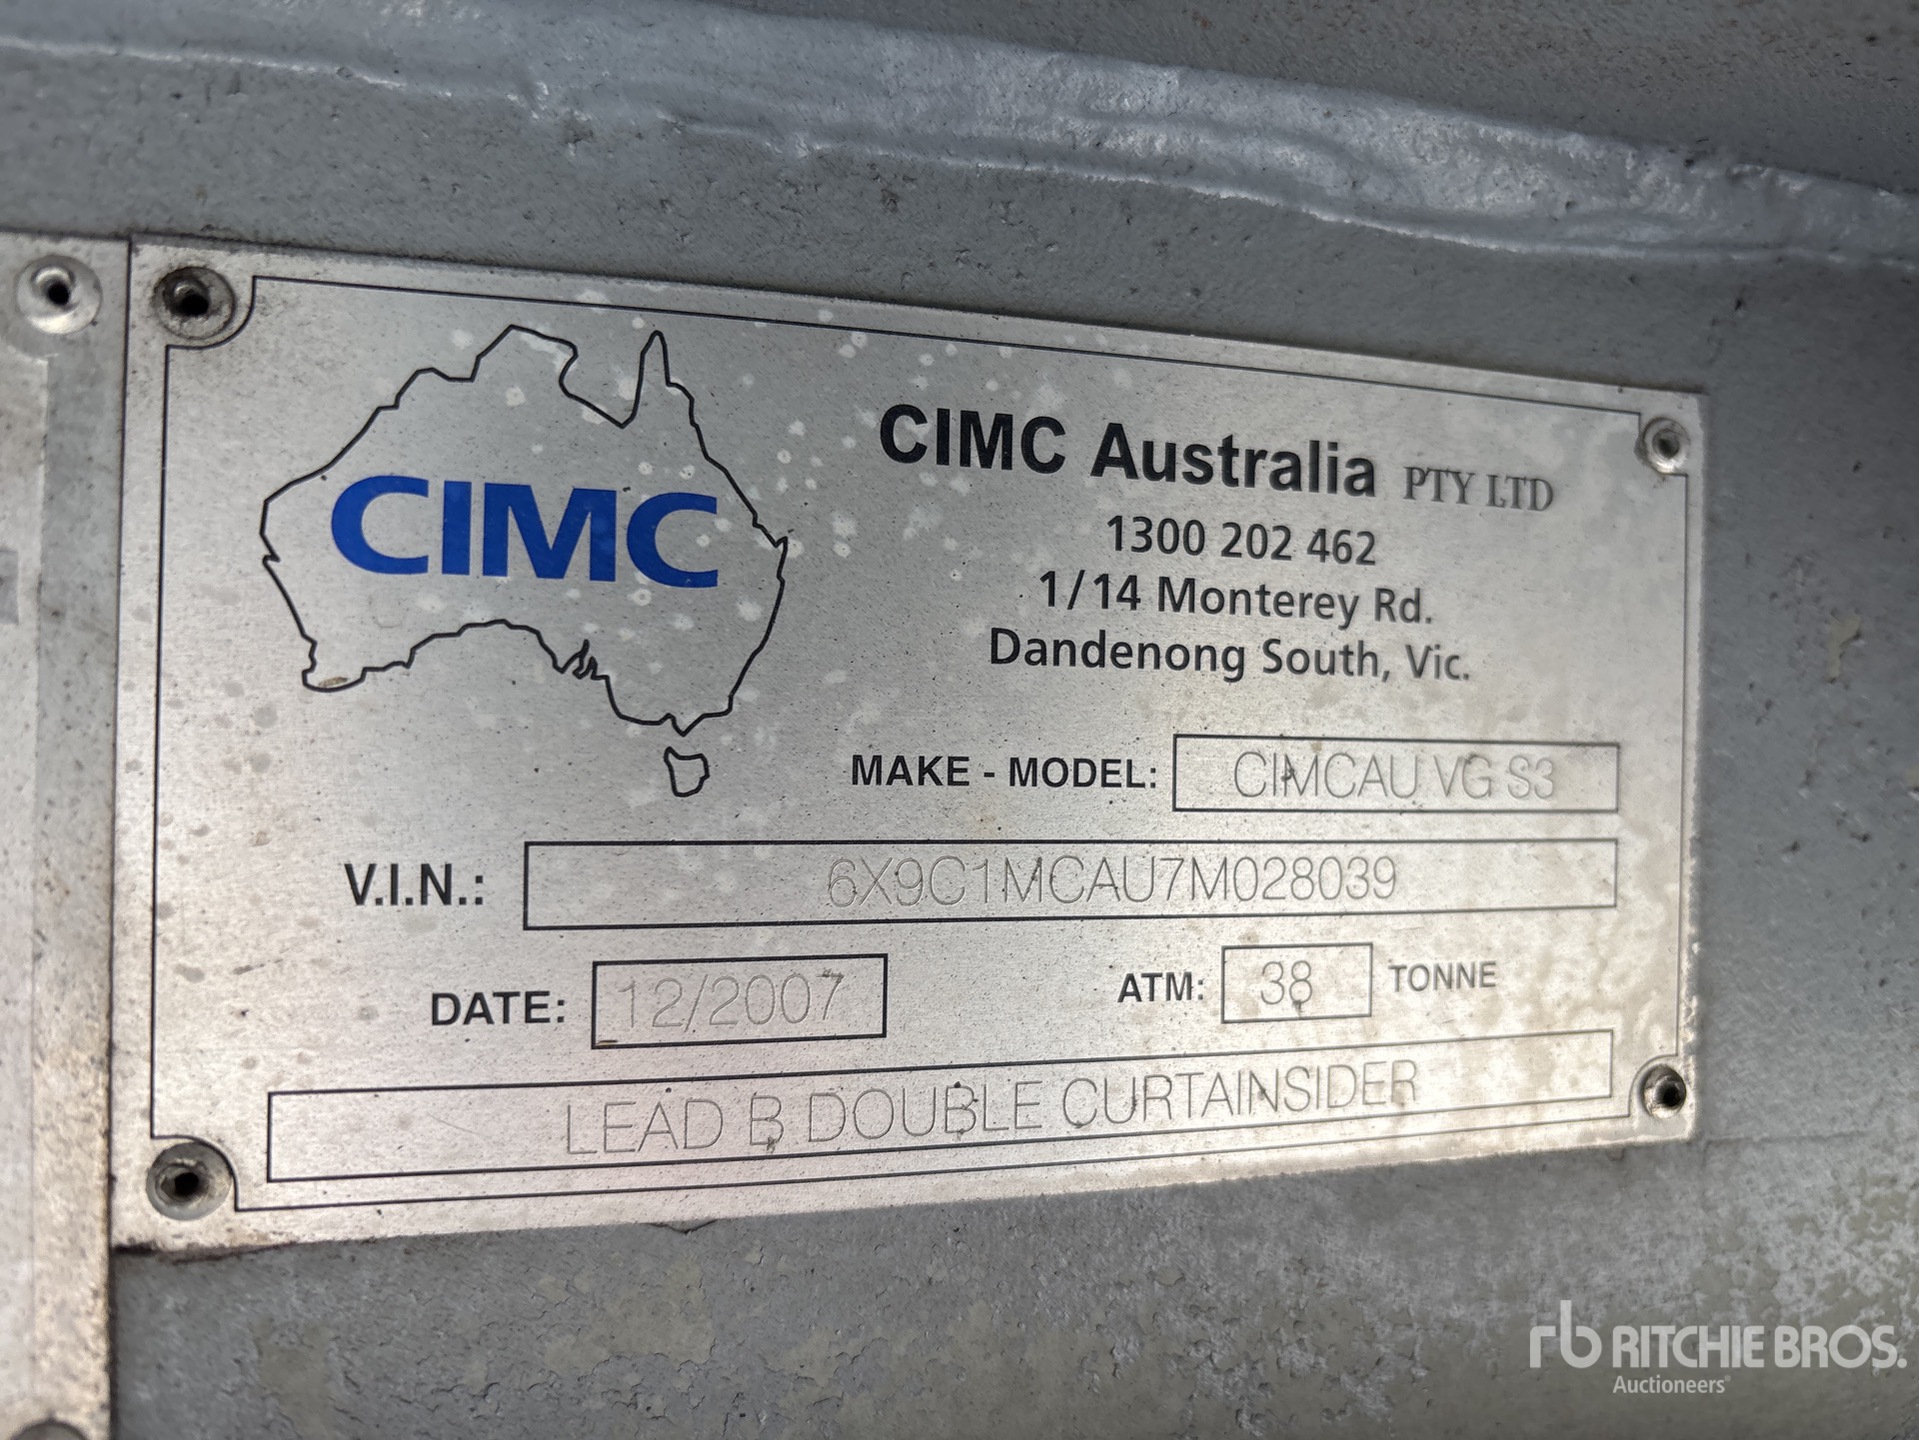 CIMC
CIMC Australia PTY LTD
1300 202 462
1/14 Monterey Rd.
Dandenong South, Vic.
MAKE - MODEL: CIMCAU VG S3
V.I.N.: 6X9C1MCAU7M028039
DATE: 12/2007 ATM: 38 TONNE
LEAD B DOUBLE CURTAINSIDER
rb RITCHIE BROS.
Auctioneers